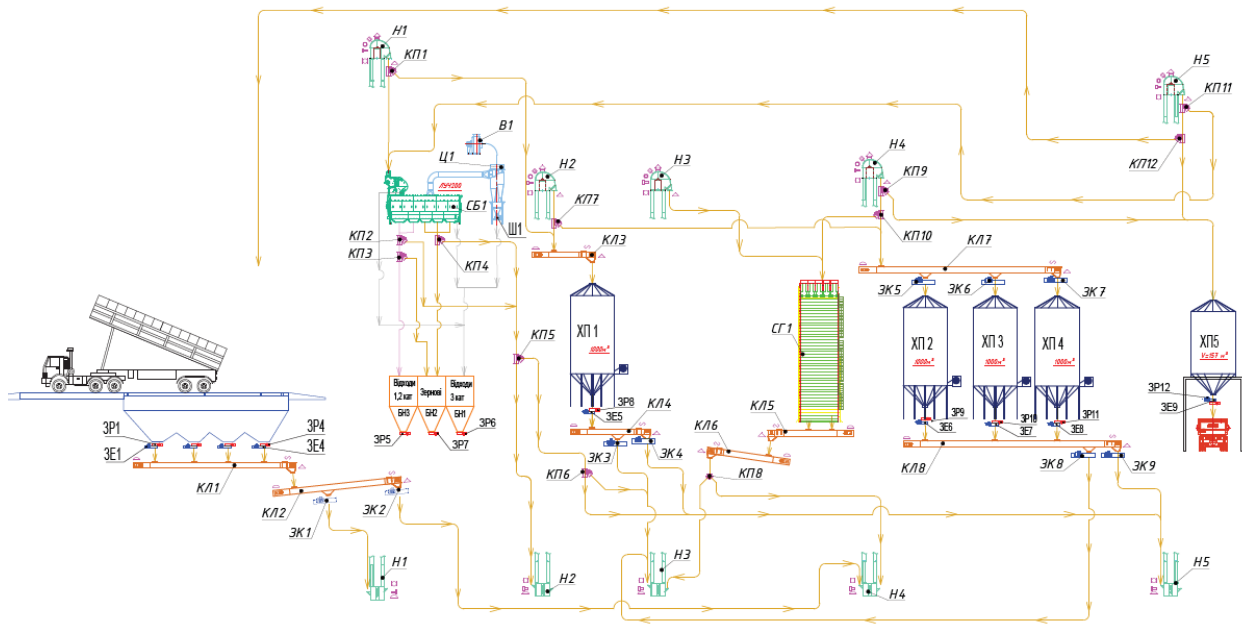 Н1
КП1
Н5
КП11
В1
Ц1
Н2
Н3
Н4
КП9
КП12
ЛУЧ200
СБ1
Ш1
КП7
КП10
КП2
КП3
КП4
КЛ3
КЛ7
ЗК5
ЗК6
ЗК7
ХП 1
1000м³
СГ1
ХП 2
1000м³
ХП 3
1000м³
ХП 4
1000м³
ХП5
V=157 м³
КП5
Відходи
1,2 кат
БН3
Зернові
БН2
Відходи
3 кат
БН1
ЗР12
ЗЕ9
ЗР8
ЗЕ5
ЗР9
ЗЕ6
ЗР10
ЗЕ7
ЗР11
ЗЕ8
ЗР1
ЗЕ1
ЗР4
ЗЕ4
ЗР5
ЗР7
ЗР6
КЛ4
КЛ5
ЗК3
ЗК4
КЛ6
КЛ8
ЗК8
ЗК9
КЛ1
КП6
КП8
КЛ2
ЗК1
ЗК2
Н1
Н2
Н3
Н4
Н5